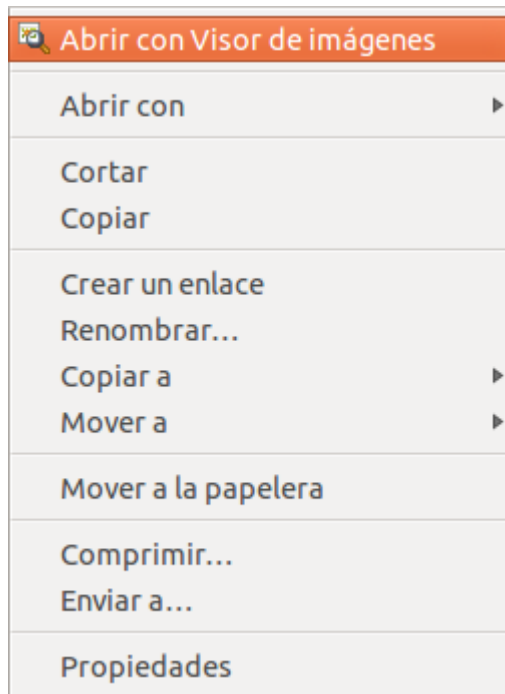 Abrir con Visor de imágenes
Abrir con
Cortar
Copiar
Crear un enlace
Renombrar...
Copiar a
Mover a
Mover a la papelera
Comprimir...
Enviar a...
Propiedades